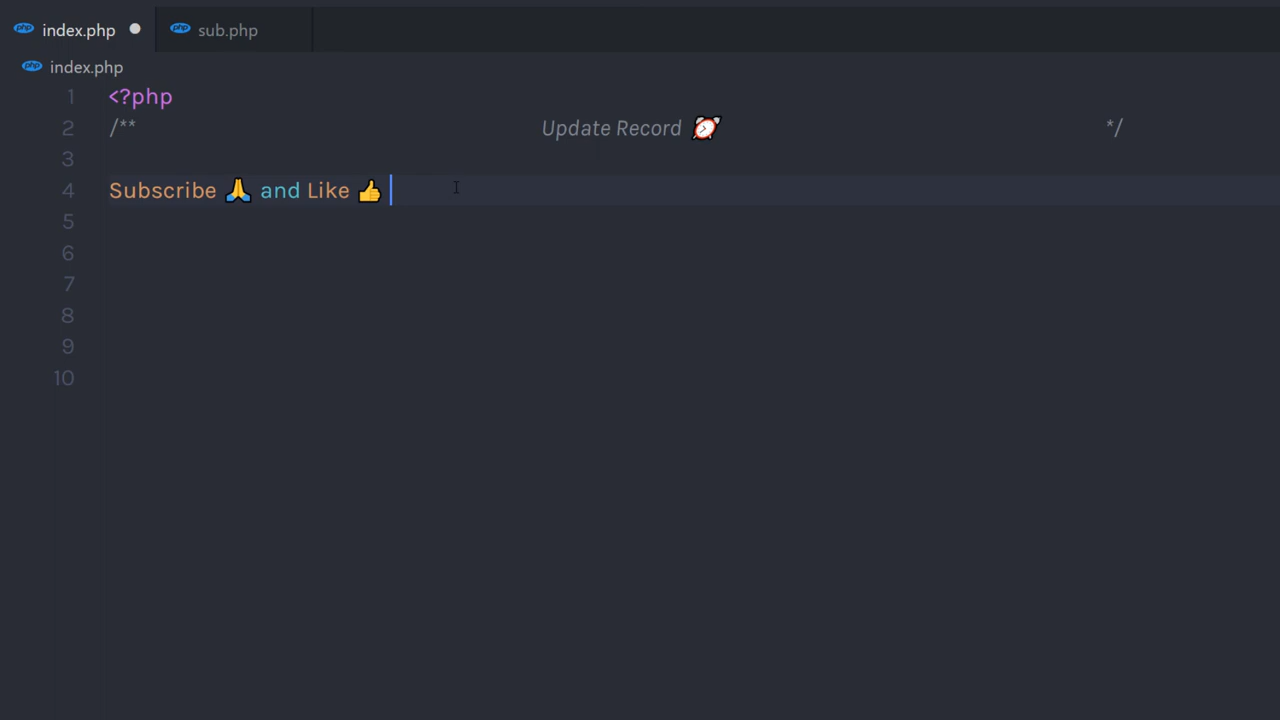 index.php sub.php
index.php
1 <?php
2 /** Update Record ⏰ */
3
4 Subscribe 🙏 and Like 👍
5
6
7
8
9
10